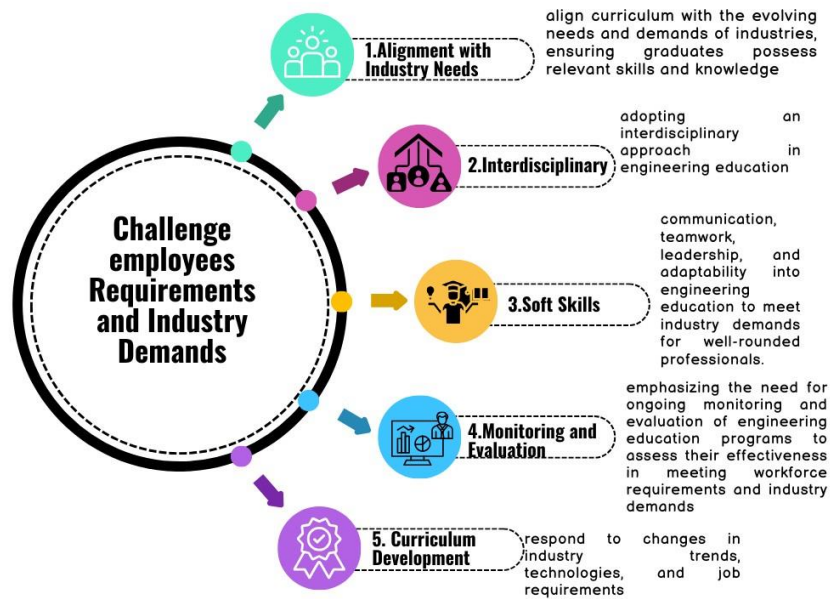 Challenge
employees
Requirements
and Industry
Demands
1.Alignment with
Industry Needs
align curriculum with the evolving
needs and demands of industries,
ensuring graduates possess
relevant skills and knowledge
2.Interdisciplinary
adopting an
interdisciplinary
approach in
engineering education
3.Soft Skills
communication,
teamwork,
leadership, and
adaptability into
engineering
education to meet
industry demands
for well-rounded
professionals.
4.Monitoring and
Evaluation
emphasizing the need for
ongoing monitoring and
evaluation of engineering
education programs to
assess their effectiveness
in meeting workforce
requirements and industry
demands
5. Curriculum
Development
respond to changes in
industry trends,
technologies, and job
requirements